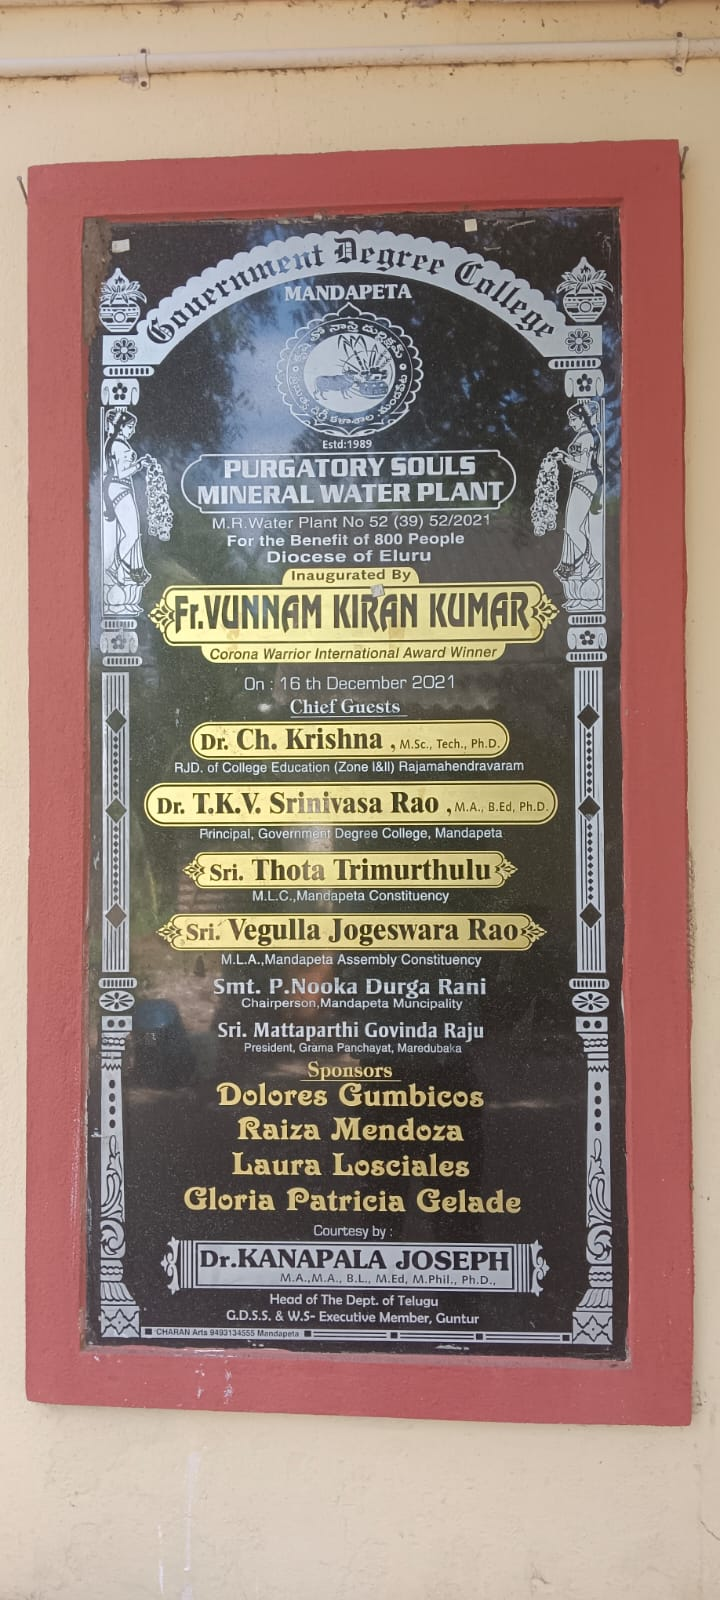 Government Degree College
MANDAPETA
కృషితో నాస్తి దుర్భిక్షమ్
Estd:1989
PURGATORY SOULS
MINERAL WATER PLANT
M.R.Water Plant No 52 (39) 52/2021
For the Benefit of 800 People
Diocese of Eluru
Inaugurated By
Fr.VUNNAM KIRAN KUMAR
Corona Warrior International Award Winner
On : 16 th December 2021
Chief Guests
Dr. Ch. Krishna , M.Sc., Tech., Ph.D.
RJD. of College Education (Zone I&II) Rajamahendravaram
Dr. T.K.V. Srinivasa Rao , M.A., B.Ed, Ph.D.
Principal, Government Degree College, Mandapeta
Sri. Thota Trimurthulu
M.L.C.,Mandapeta Constituency
Sri. Vegulla Jogeswara Rao
M.L.A.,Mandapeta Assembly Constituency
Smt. P.Nooka Durga Rani
Chairperson,Mandapeta Muncipality
Sri. Mattaparthi Govinda Raju
President, Grama Panchayat, Maredubaka
Sponsors
Dolores Gumbicos
Raiza Mendoza
Laura Losciales
Gloria Patricia Gelade
Courtesy by :
Dr.KANAPALA JOSEPH
M.A.,M.A., B.L., M.Ed, M.Phil., Ph.D.,
Head of The Dept. of Telugu
G.D.S.S. & W.S- Executive Member, Guntur
CHARAN Arts 9493134555 Mandapeta